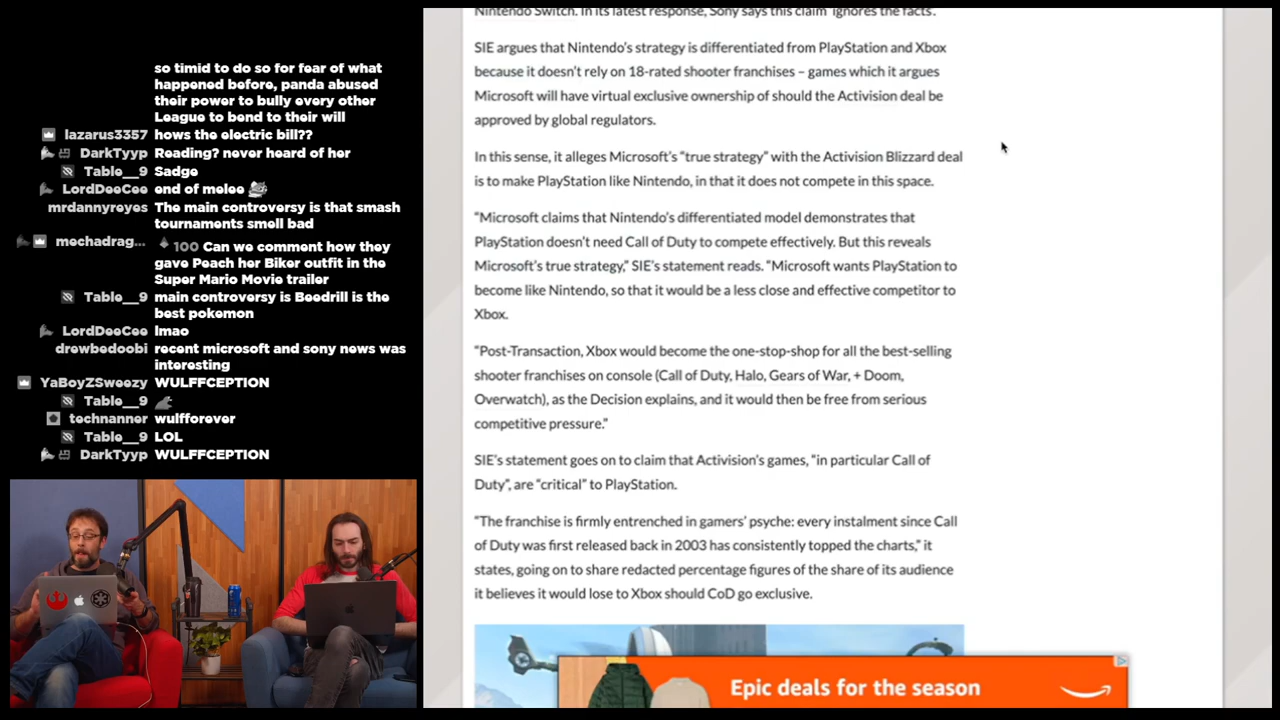 so timid to do so for fear of what
happened before, panda abused
their power to bully every other
League to bend to their will
lazarus3357 hows the electric bill??
DarkTyyp Reading? never heard of her
Table__9 Sadge
LordDeeCee end of melee
mrdannyreyes The main controversy is that smash
tournaments smell bad
mechadrag... 100 Can we comment how they
gave Peach her Biker outfit in the
Super Mario Movie trailer
Table__9 main controversy is Beedrill is the
best pokemon
LordDeeCee lmao
drewbedoobi recent microsoft and sony news was
interesting
YaBoyZSweezy WULFFCEPTION
Table__9
technanner wulfforever
Table__9 LOL
DarkTyyp WULFFCEPTION
Nintendo Switch. In its latest response, Sony says this claim "ignores the facts".
SIE argues that Nintendo's strategy is differentiated from PlayStation and Xbox
because it doesn't rely on 18-rated shooter franchises – games which it argues
Microsoft will have virtual exclusive ownership of should the Activision deal be
approved by global regulators.
In this sense, it alleges Microsoft's "true strategy" with the Activision Blizzard deal
is to make PlayStation like Nintendo, in that it does not compete in this space.
"Microsoft claims that Nintendo's differentiated model demonstrates that
PlayStation doesn't need Call of Duty to compete effectively. But this reveals
Microsoft's true strategy," SIE's statement reads. "Microsoft wants PlayStation to
become like Nintendo, so that it would be a less close and effective competitor to
Xbox.
"Post-Transaction, Xbox would become the one-stop-shop for all the best-selling
shooter franchises on console (Call of Duty, Halo, Gears of War, + Doom,
Overwatch), as the Decision explains, and it would then be free from serious
competitive pressure."
SIE's statement goes on to claim that Activision's games, "in particular Call of
Duty", are "critical" to PlayStation.
"The franchise is firmly entrenched in gamers' psyche: every instalment since Call
of Duty was first released back in 2003 has consistently topped the charts," it
states, going on to share redacted percentage figures of the share of its audience
it believes it would lose to Xbox should CoD go exclusive.
Epic deals for the season